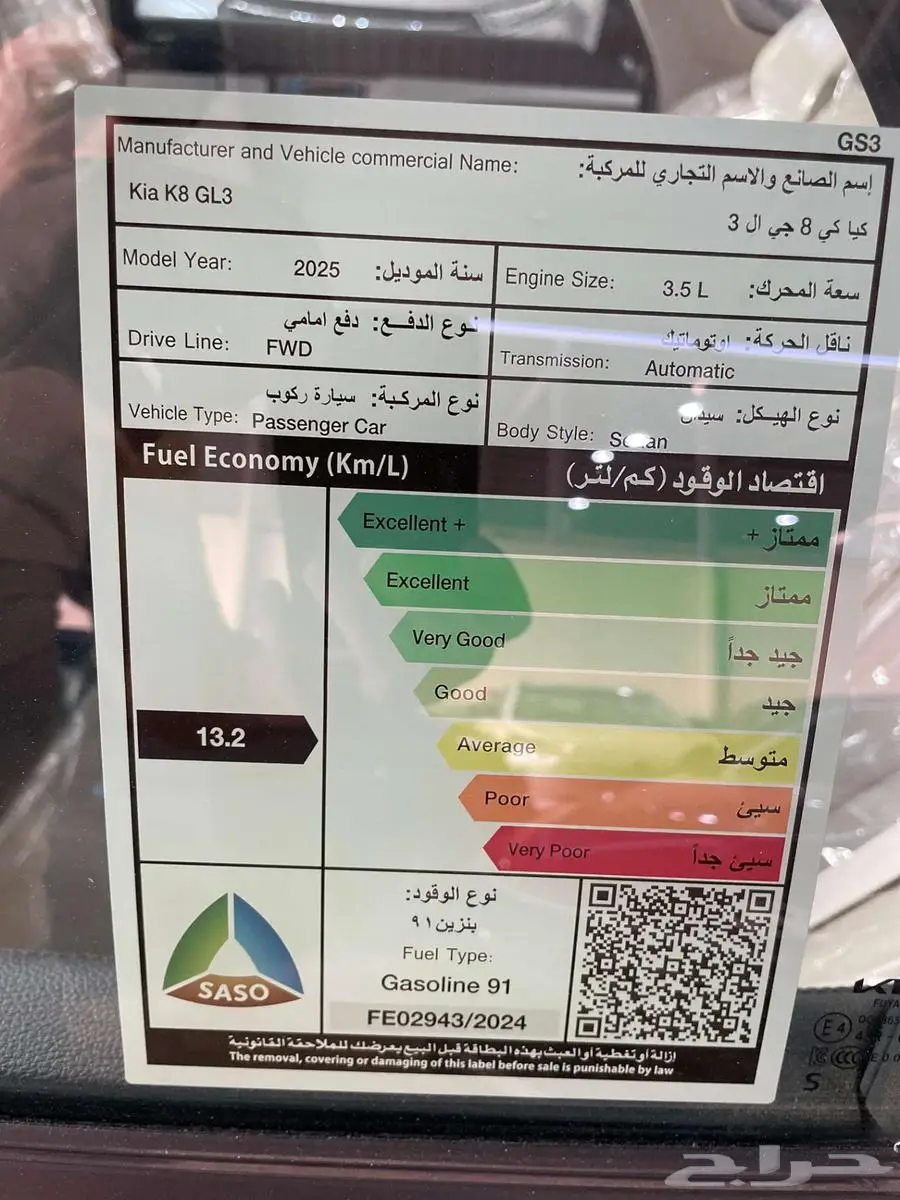 GS3
Manufacturer and Vehicle commercial Name: إسم الصانع والاسم التجاري للمركبة:
Kia K8 GL3 كيا كي 8 جي ال 3
Model Year: 2025 سنة الموديل:
Engine Size: 3.5 L سعة المحرك:
نوع الدفع: دفع امامي
Drive Line: FWD
ناقل الحركة: اوتوماتيك
Transmission: Automatic
نوع المركبة: سيارة ركوب
Vehicle Type: Passenger Car
نوع الهيكل: سيدان
Body Style: Sedan
Fuel Economy (Km/L) اقتصاد الوقود (كم/لتر)
Excellent + ممتاز +
Excellent ممتاز
Very Good جيد جداً
Good جيد
13.2
Average متوسط
Poor سيئ
Very Poor سيئ جداً
نوع الوقود:
بنزين ٩١
Fuel Type:
Gasoline 91
FE02943/2024
SASO
إزالة أو تغطية أو العبث بهذه البطاقة قبل البيع يعرضك للملاحقة القانونية
The removal, covering or damaging of this label before sale is punishable by law
E4
حراج